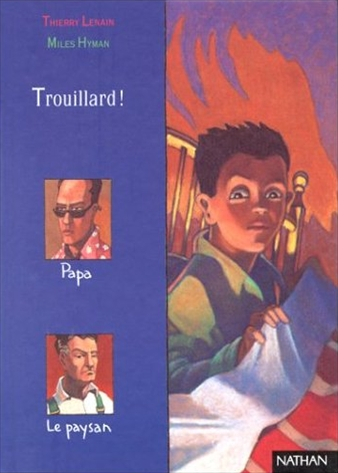 Thierry Lenain
Miles Hyman
Trouillard !
Papa
Le paysan
NATHAN